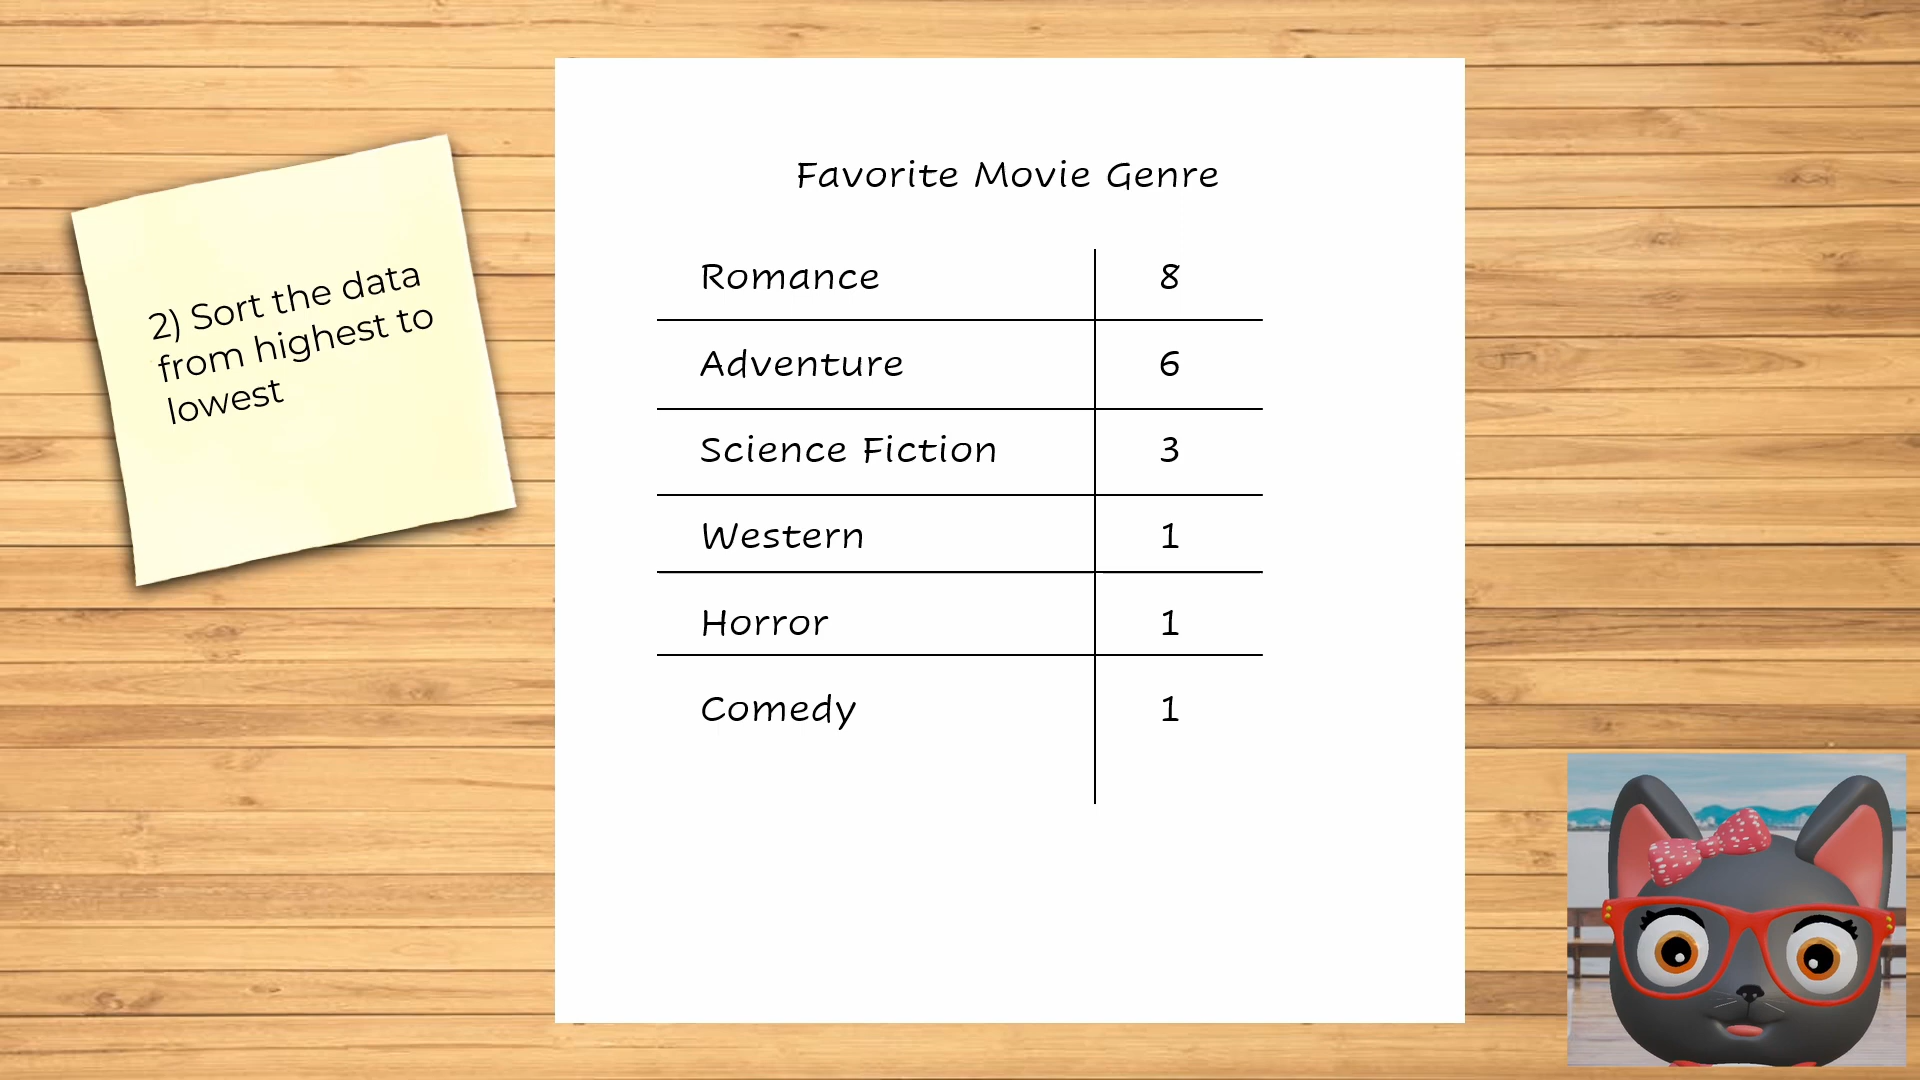 2) Sort the data
from highest to
lowest
Favorite Movie Genre
Romance 8
Adventure 6
Science Fiction 3
Western 1
Horror 1
Comedy 1